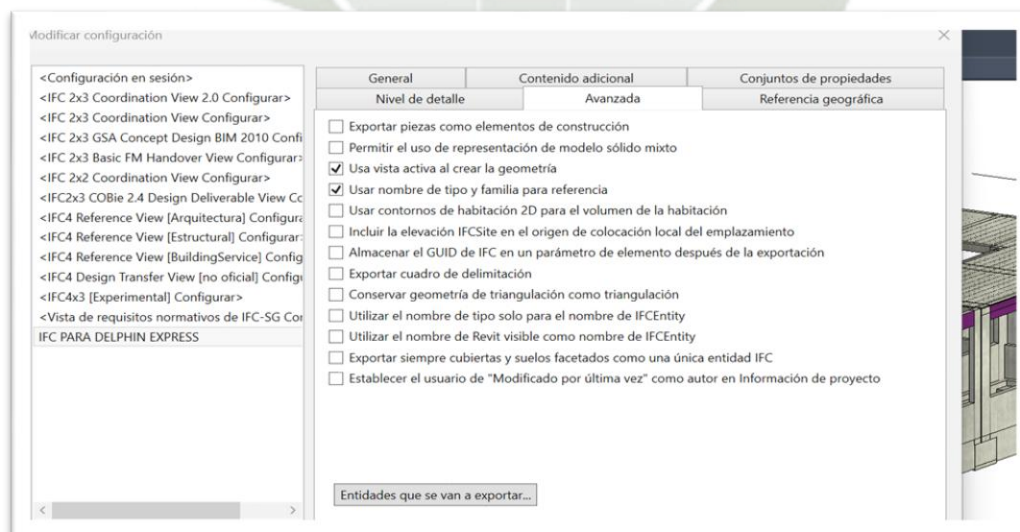 Modificar configuración
<Configuración en sesión>
<IFC 2x3 Coordination View 2.0 Configurar>
<IFC 2x3 Coordination View Configurar>
<IFC 2x3 GSA Concept Design BIM 2010 Confi
<IFC 2x3 Basic FM Handover View Configurar>
<IFC 2x2 Coordination View Configurar>
<IFC2x3 COBie 2.4 Design Deliverable View Co
<IFC4 Reference View [Arquitectura] Configura
<IFC4 Reference View [Estructural] Configurar>
<IFC4 Reference View [BuildingService] Config
<IFC4 Design Transfer View [no oficial] Config
<IFC4x3 [Experimental] Configurar>
<Vista de requisitos normativos de IFC-SG Con
IFC PARA DELPHIN EXPRESS
General
Contenido adicional
Conjuntos de propiedades
Nivel de detalle
Avanzada
Referencia geográfica
Exportar piezas como elementos de construcción
Permitir el uso de representación de modelo sólido mixto
Usa vista activa al crear la geometría
Usar nombre de tipo y familia para referencia
Usar contornos de habitación 2D para el volumen de la habitación
Incluir la elevación IFCSite en el origen de colocación local del emplazamiento
Almacenar el GUID de IFC en un parámetro de elemento después de la exportación
Exportar cuadro de delimitación
Conservar geometría de triangulación como triangulación
Utilizar el nombre de tipo solo para el nombre de IFCEntity
Utilizar el nombre de Revit visible como nombre de IFCEntity
Exportar siempre cubiertas y suelos facetados como una única entidad IFC
Establecer el usuario de "Modificado por última vez" como autor en Información de proyecto
Entidades que se van a exportar...